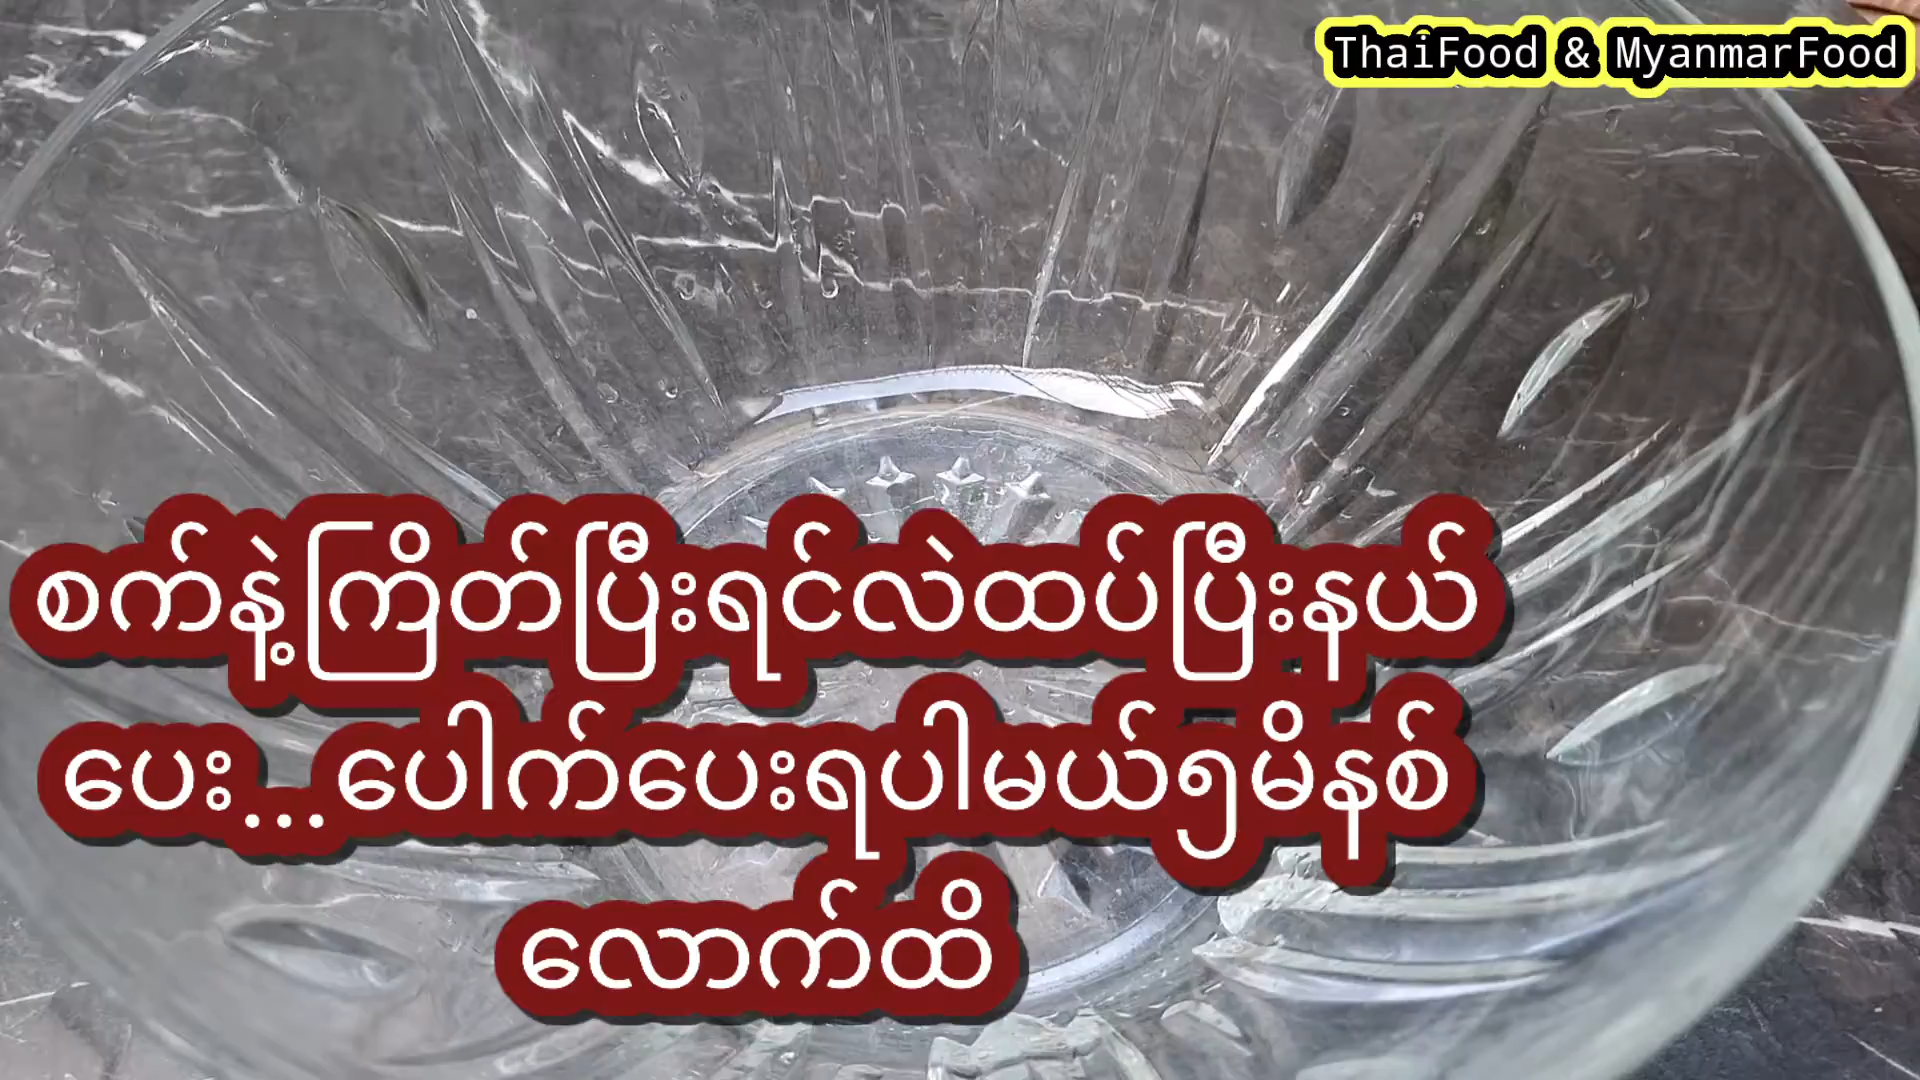 ThaiFood & MyanmarFood
စက်နဲ့ကြိတ်ပြီးရင်လဲထပ်ပြီးနယ်
ပေး...ပေါက်ပေးရပါမယ်၅မိနစ်
လောက်ထိ